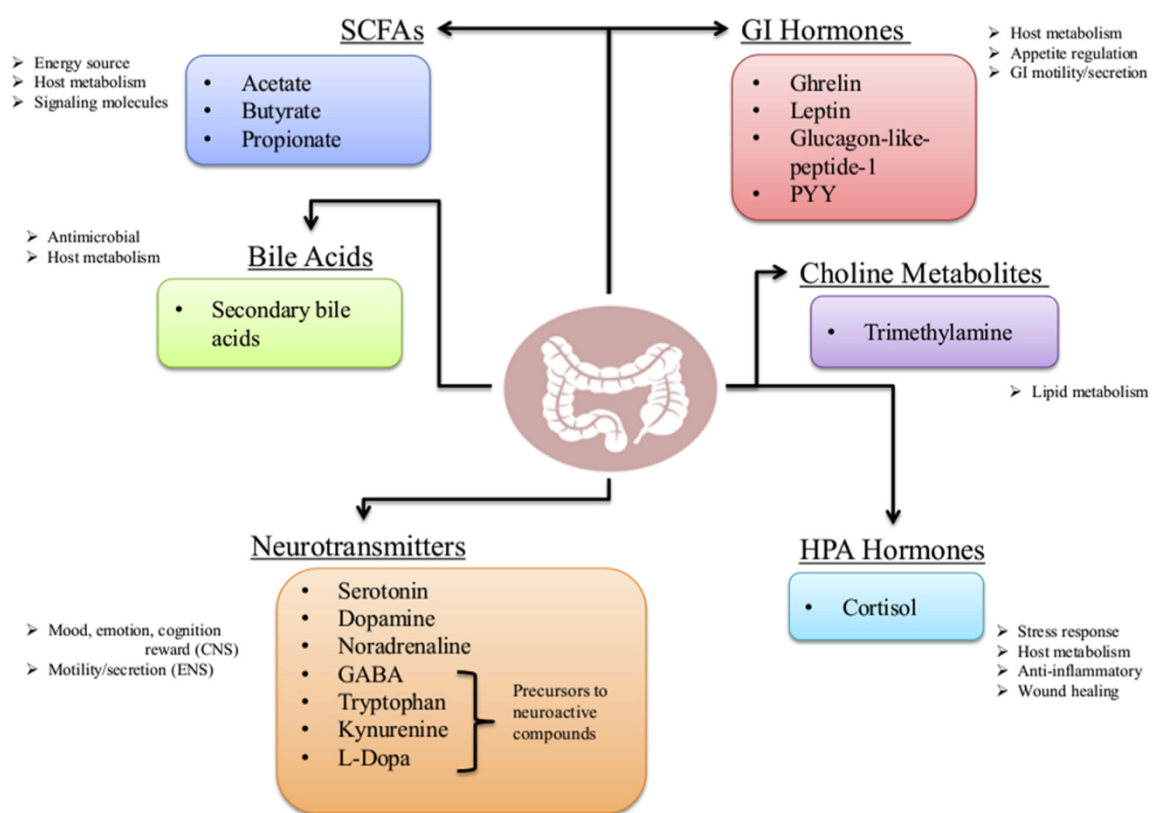 SCFAs
➢ Energy source
➢ Host metabolism
➢ Signaling molecules
• Acetate
• Butyrate
• Propionate
GI Hormones
➢ Host metabolism
➢ Appetite regulation
➢ GI motility/secretion
• Ghrelin
• Leptin
• Glucagon-like-
peptide-1
• PYY
➢ Antimicrobial
➢ Host metabolism
Bile Acids
• Secondary bile
acids
Choline Metabolites
• Trimethylamine
➢ Lipid metabolism
Neurotransmitters
➢ Mood, emotion, cognition
reward (CNS)
➢ Motility/secretion (ENS)
• Serotonin
• Dopamine
• Noradrenaline
• GABA
• Tryptophan
• Kynurenine
• L-Dopa
Precursors to
neuroactive
compounds
HPA Hormones
• Cortisol
➢ Stress response
➢ Host metabolism
➢ Anti-inflammatory
➢ Wound healing